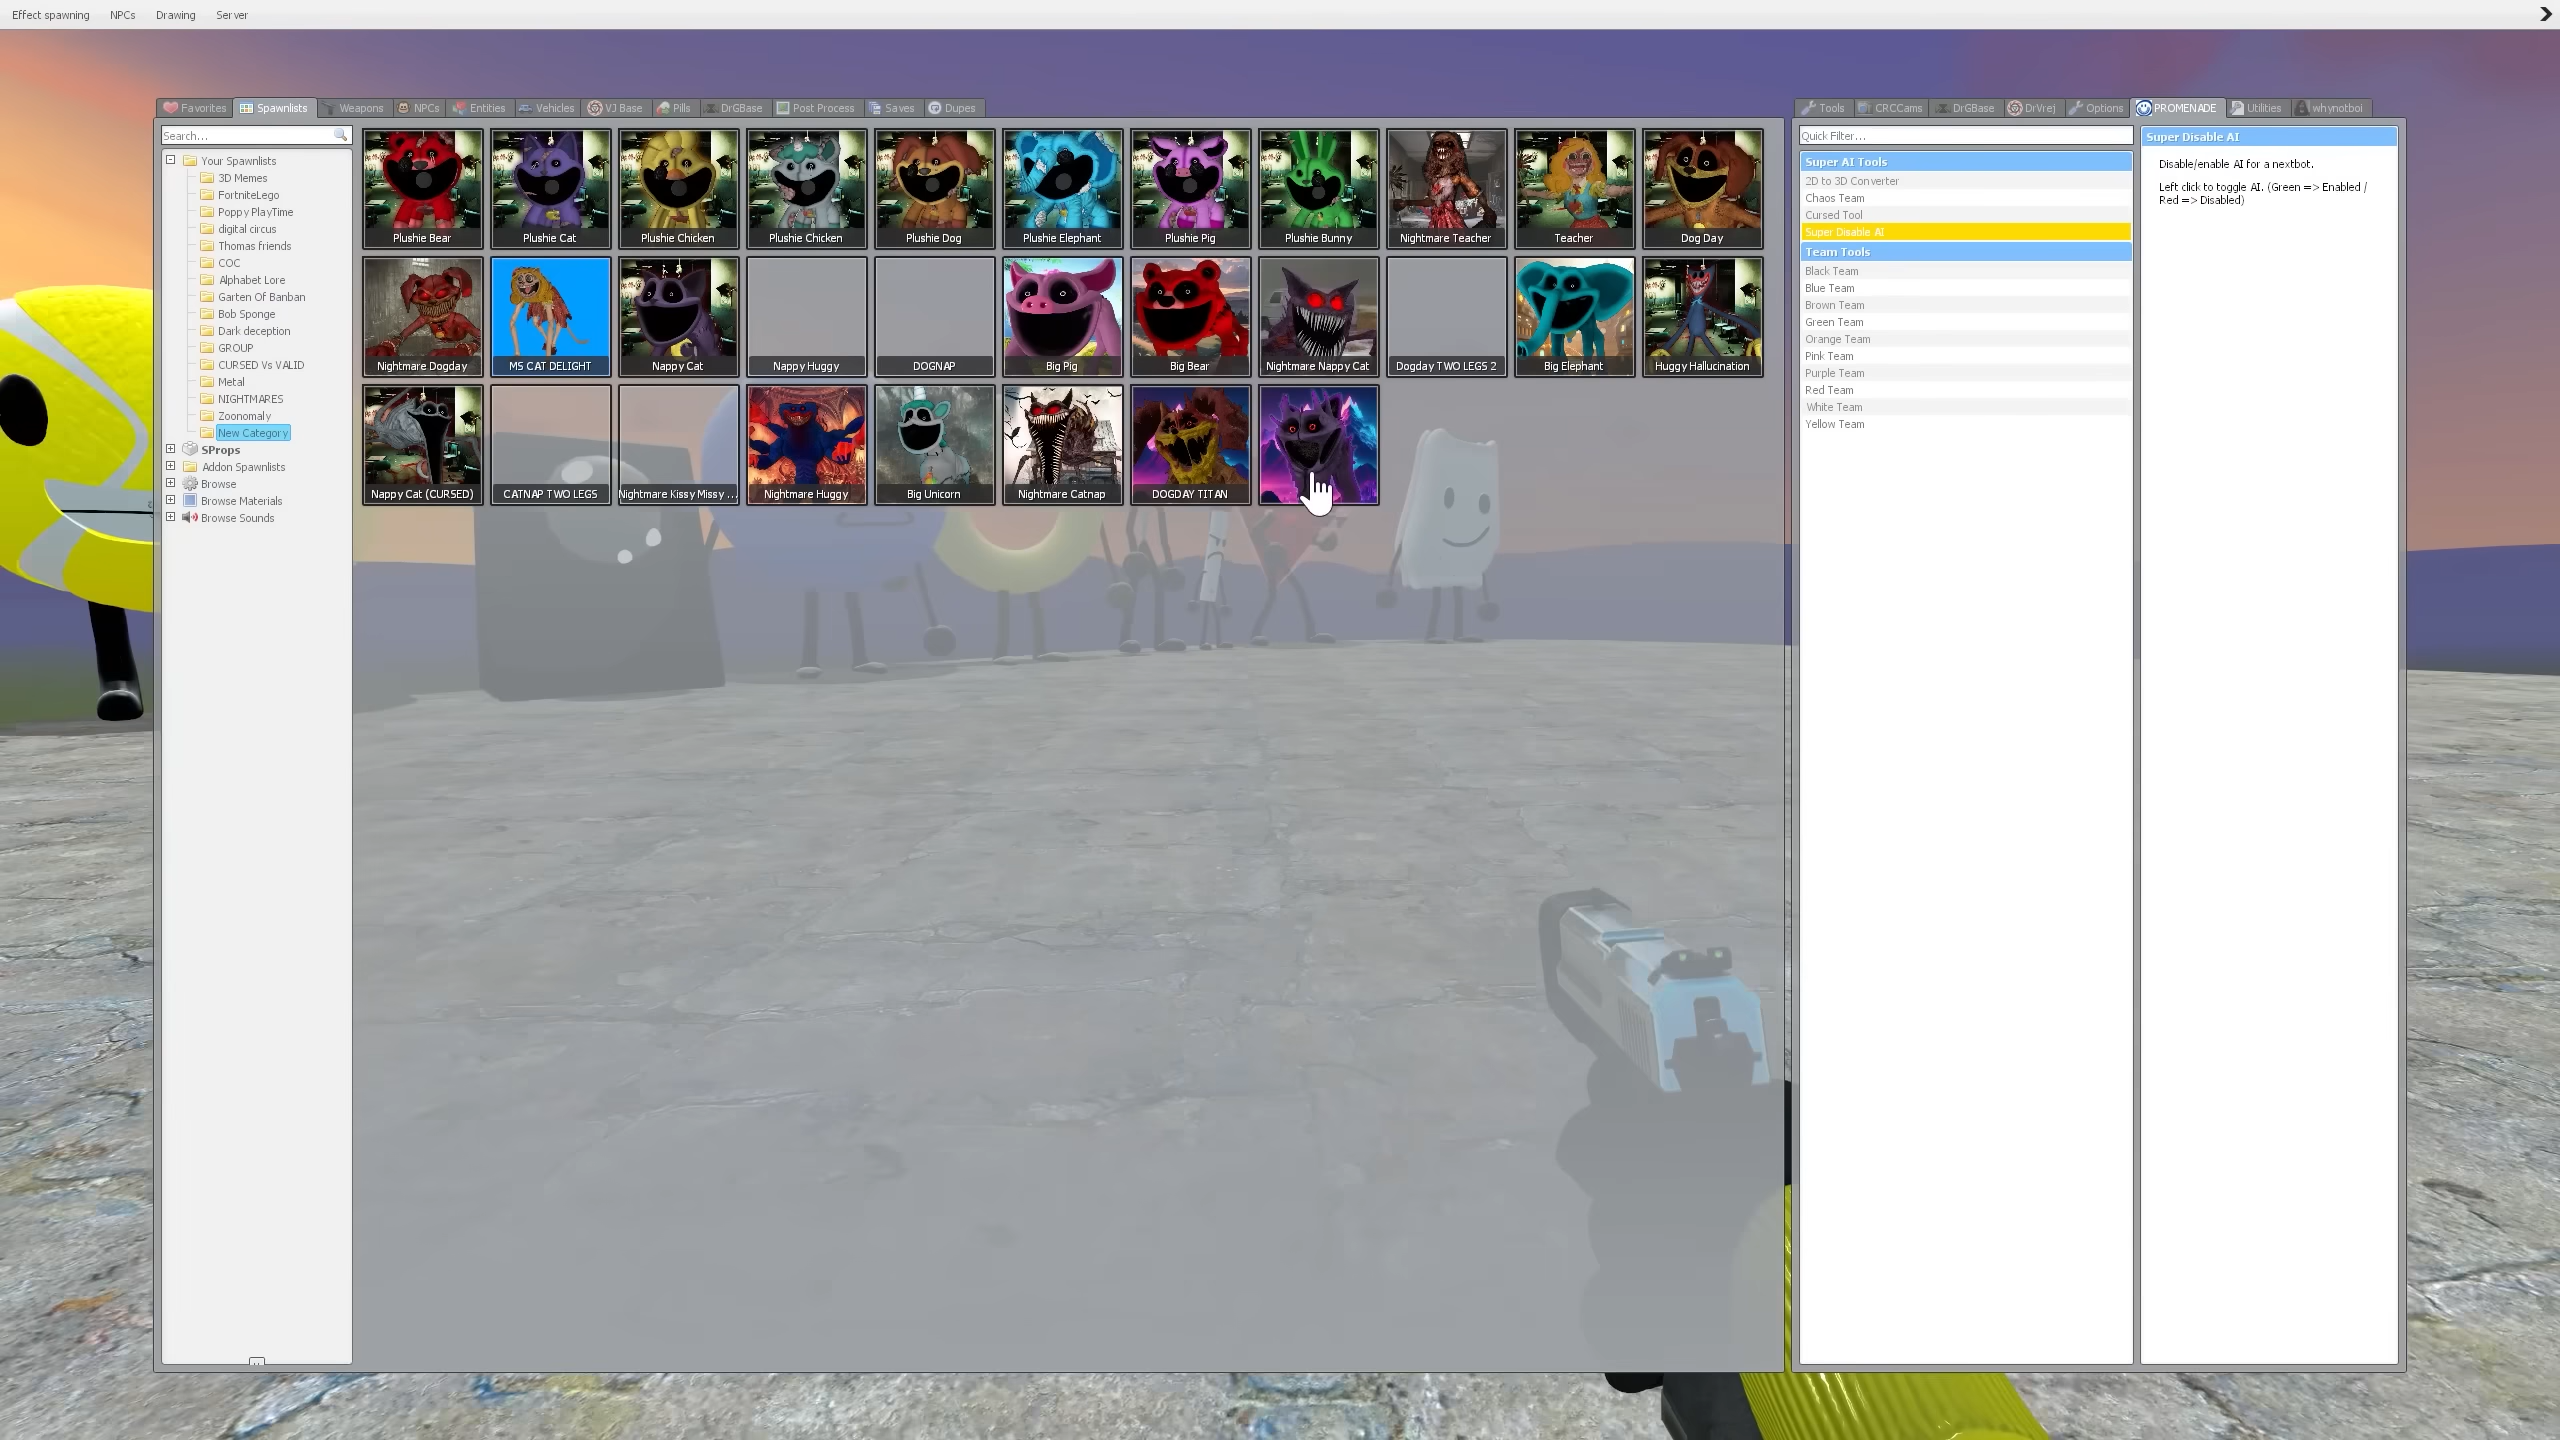 Effect spawning NPCs Drawing Server
Favorites Spawnlists Weapons NPCs Entities Vehicles VJ Base Pills DrGBase Post Process Saves Dupes
Search...
Your Spawnlists
3D Memes
FortniteLego
Poppy PlayTime
digital circus
Thomas friends
COC
Alphabet Lore
Garten Of Banban
Bob Sponge
Dark deception
GROUP
CURSED Vs VALID
Metal
NIGHTMARES
Zoonomaly
New Category
SProps
Addon Spawnlists
Browse
Browse Materials
Browse Sounds
Plushie Bear Plushie Cat Plushie Chicken Plushie Chicken Plushie Dog Plushie Elephant Plushie Pig Plushie Bunny Nightmare Teacher Teacher Dog Day
Nightmare Dogday MS CAT DELIGHT Nappy Cat Nappy Huggy DOGNAP Big Pig Big Bear Nightmare Nappy Cat Dogday TWO LEGS 2 Big Elephant Huggy Hallucination
Nappy Cat (CURSED) CATNAP TWO LEGS Nightmare Kissy Missy ... Nightmare Huggy Big Unicorn Nightmare Catnap DOGDAY TITAN
Tools CRCCams DrGBase DrVrej Options PROMENADE Utilities whynotboi
Quick Filter...
Super AI Tools
2D to 3D Converter
Chaos Team
Cursed Tool
Super Disable AI
Team Tools
Black Team
Blue Team
Brown Team
Green Team
Orange Team
Pink Team
Purple Team
Red Team
White Team
Yellow Team
Super Disable AI
Disable/enable AI for a nextbot.
Left click to toggle AI. (Green => Enabled /
Red => Disabled)